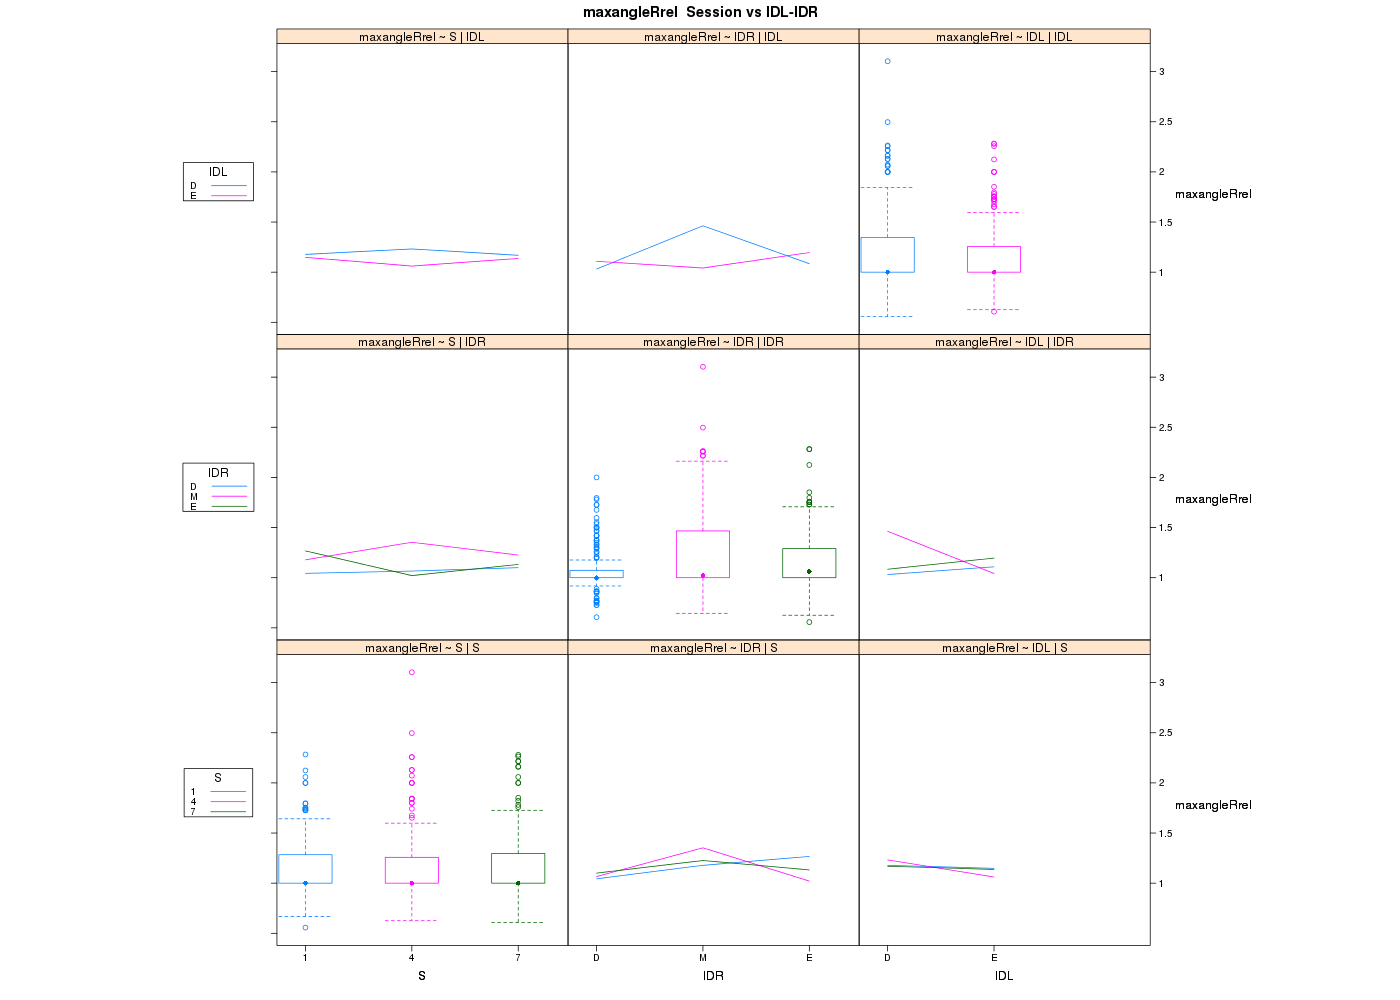 maxangleRrel  Session vs IDL-IDR
maxangleRrel ~ S | IDL
maxangleRrel ~ IDR | IDL
maxangleRrel ~ IDL | IDL
3
2.5
2
1.5
1
maxangleRrel
IDL
D
E
maxangleRrel ~ S | IDR
maxangleRrel ~ IDR | IDR
maxangleRrel ~ IDL | IDR
3
2.5
2
1.5
1
maxangleRrel
IDR
D
M
E
maxangleRrel ~ S | S
maxangleRrel ~ IDR | S
maxangleRrel ~ IDL | S
3
2.5
2
1.5
1
maxangleRrel
S
1
4
7
1 4 7 D M E D E
S IDR IDL